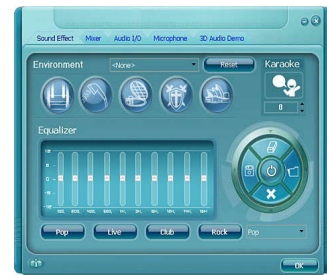 Sound Effect Mixer Audio I/O Microphone 3D Audio Demo
Environment <None> Reset Karaoke
0
Equalizer
Pop Live Club Rock Pop
OK